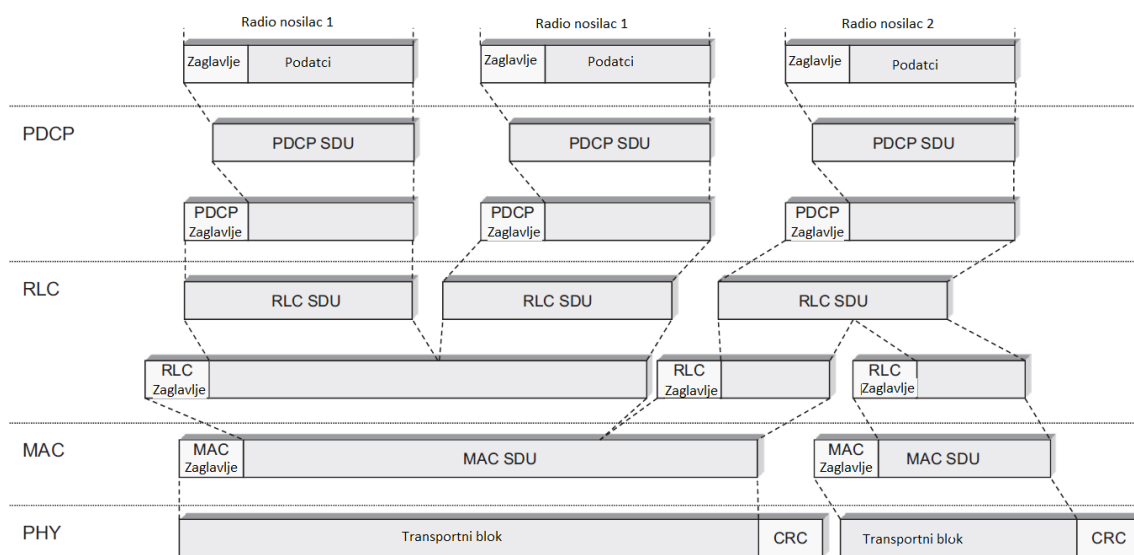 Radio nosilac 1
Radio nosilac 1
Radio nosilac 2
Zaglavlje
Podatci
Zaglavlje
Podatci
Zaglavlje
Podatci
PDCP
PDCP SDU
PDCP SDU
PDCP SDU
PDCP
Zaglavlje
PDCP
Zaglavlje
PDCP
Zaglavlje
RLC
RLC SDU
RLC SDU
RLC SDU
RLC
Zaglavlje
RLC
Zaglavlje
RLC
Zaglavlje
MAC
MAC
Zaglavlje
MAC SDU
MAC
Zaglavlje
MAC SDU
PHY
Transportni blok
CRC
Transportni blok
CRC